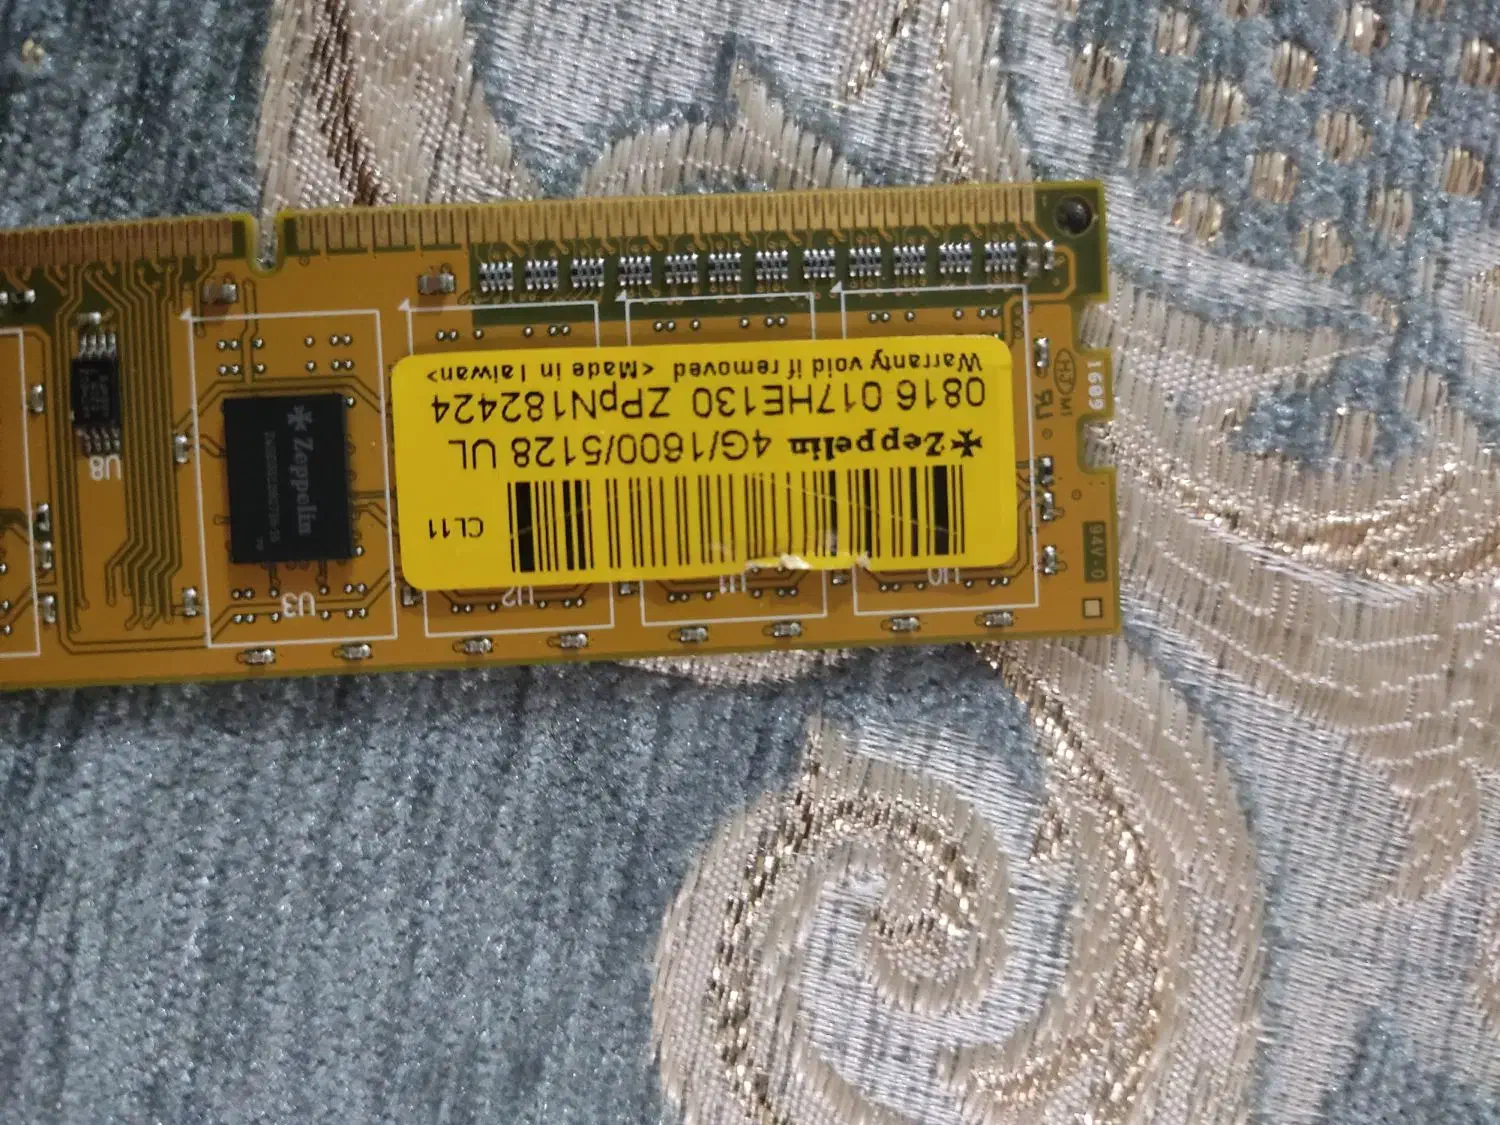 CL11
Zeppelin 4G/1600/5128 UL
0816 017HE130 ZPpN182424
Warranty void if removed <Made in Taiwan>
Zeppelin
U8
U3
U2
U1
U0
1609
94V-0